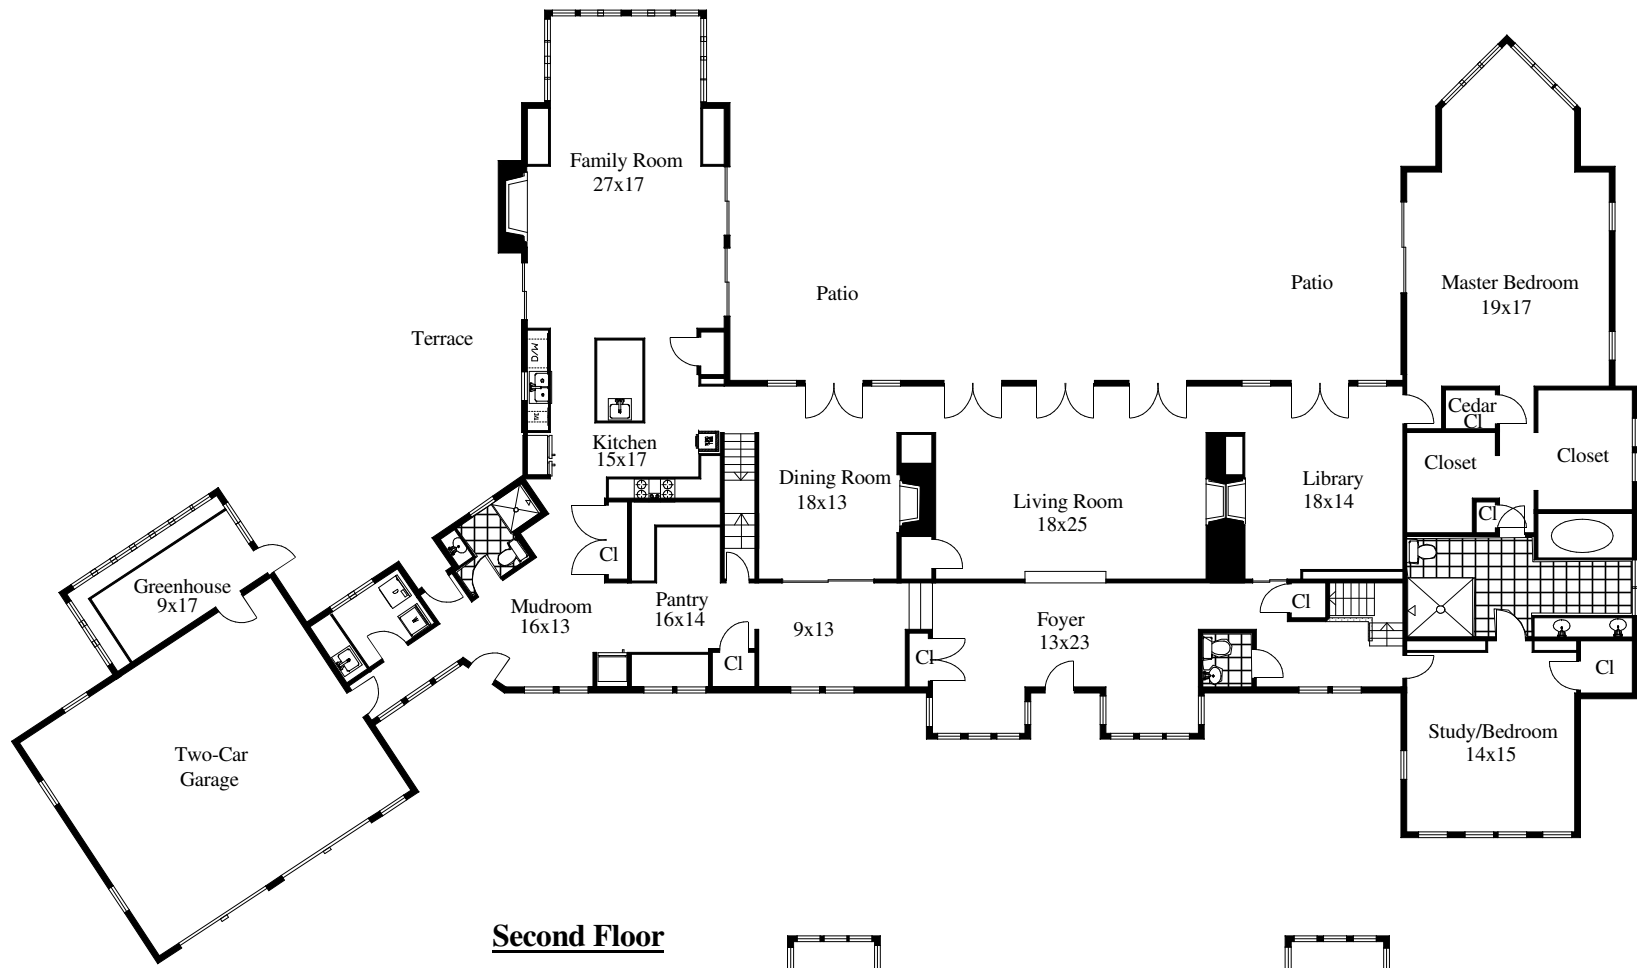 Family Room
27x17
Patio
Patio
Master Bedroom
19x17
Terrace
D/W
Cedar
Cl
Kitchen
15x17
Closet
Closet
Dining Room
18x13
Library
18x14
Living Room
18x25
Cl
Cl
Greenhouse
9x17
Mudroom
16x13
Pantry
16x14
9x13
Foyer
13x23
Cl
Cl
Cl
Cl
Study/Bedroom
14x15
Two-Car
Garage
Second Floor